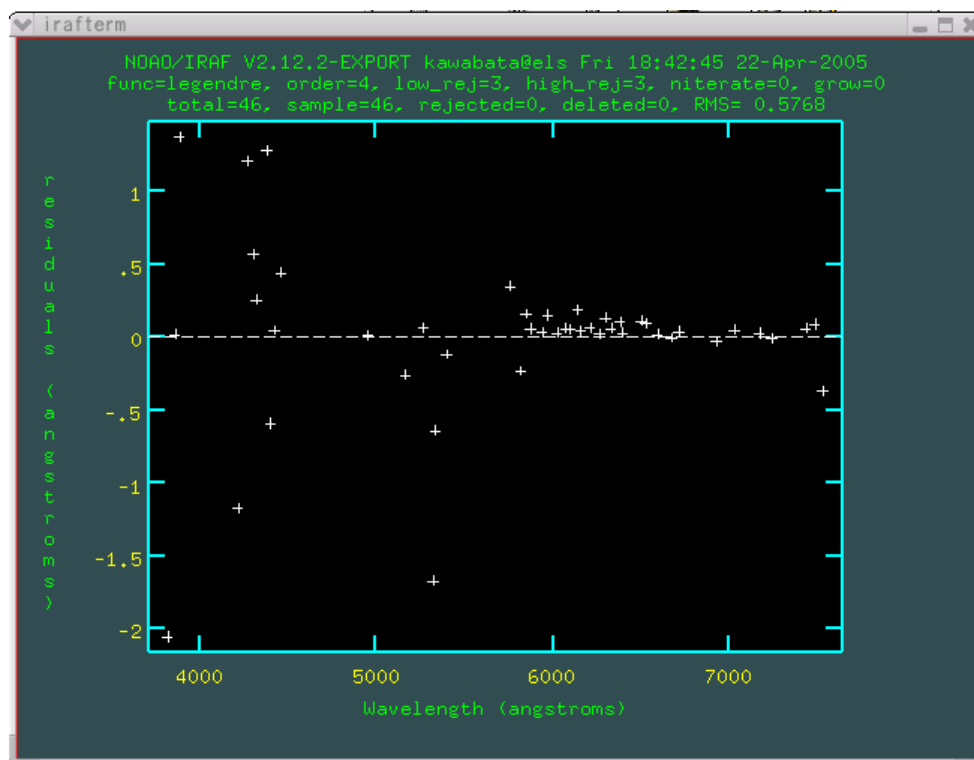 irafterm
NOAO/IRAF V2.12.2-EXPORT kawabata@els Fri 18:42:45 22-Apr-2005
func=legendre, order=4, low_rej=3, high_rej=3, niterate=0, grow=0
total=46, sample=46, rejected=0, deleted=0, RMS= 0.5768
residuals (angstroms)
1
.5
0
-.5
-1
-1.5
-2
4000 5000 6000 7000
Wavelength (angstroms)